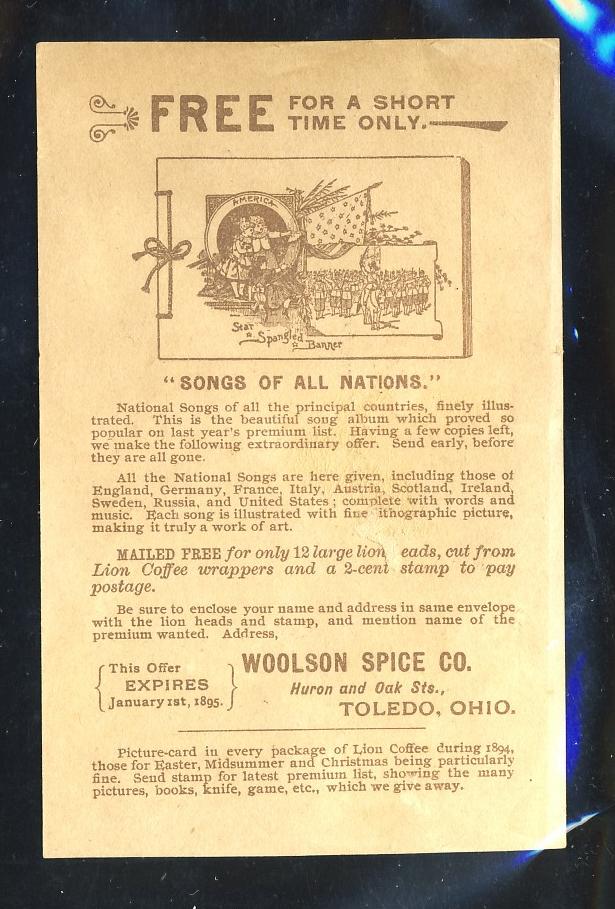 FREE FOR A SHORT
TIME ONLY.
AMERICA
Star
Spangled
Banner
"SONGS OF ALL NATIONS."
National Songs of all the principal countries, finely illus-
trated. This is the beautiful song album which proved so
popular on last year's premium list. Having a few copies left,
we make the following extraordinary offer. Send early, before
they are all gone.
All the National Songs are here given, including those of
England, Germany, France, Italy, Austria, Scotland, Ireland,
Sweden, Russia, and United States; complete with words and
music. Each song is illustrated with fine ithographic picture,
making it truly a work of art.
MAILED FREE for only 12 large lion eads, cut from
Lion Coffee wrappers and a 2-cent stamp to pay
postage.
Be sure to enclose your name and address in same envelope
with the lion heads and stamp, and mention name of the
premium wanted. Address,
This Offer
EXPIRES
January 1st, 1895.
WOOLSON SPICE CO.
Huron and Oak Sts.,
TOLEDO, OHIO.
Picture-card in every package of Lion Coffee during 1894,
those for Easter, Midsummer and Christmas being particularly
fine. Send stamp for latest premium list, showing the many
pictures, books, knife, game, etc., which we give away.